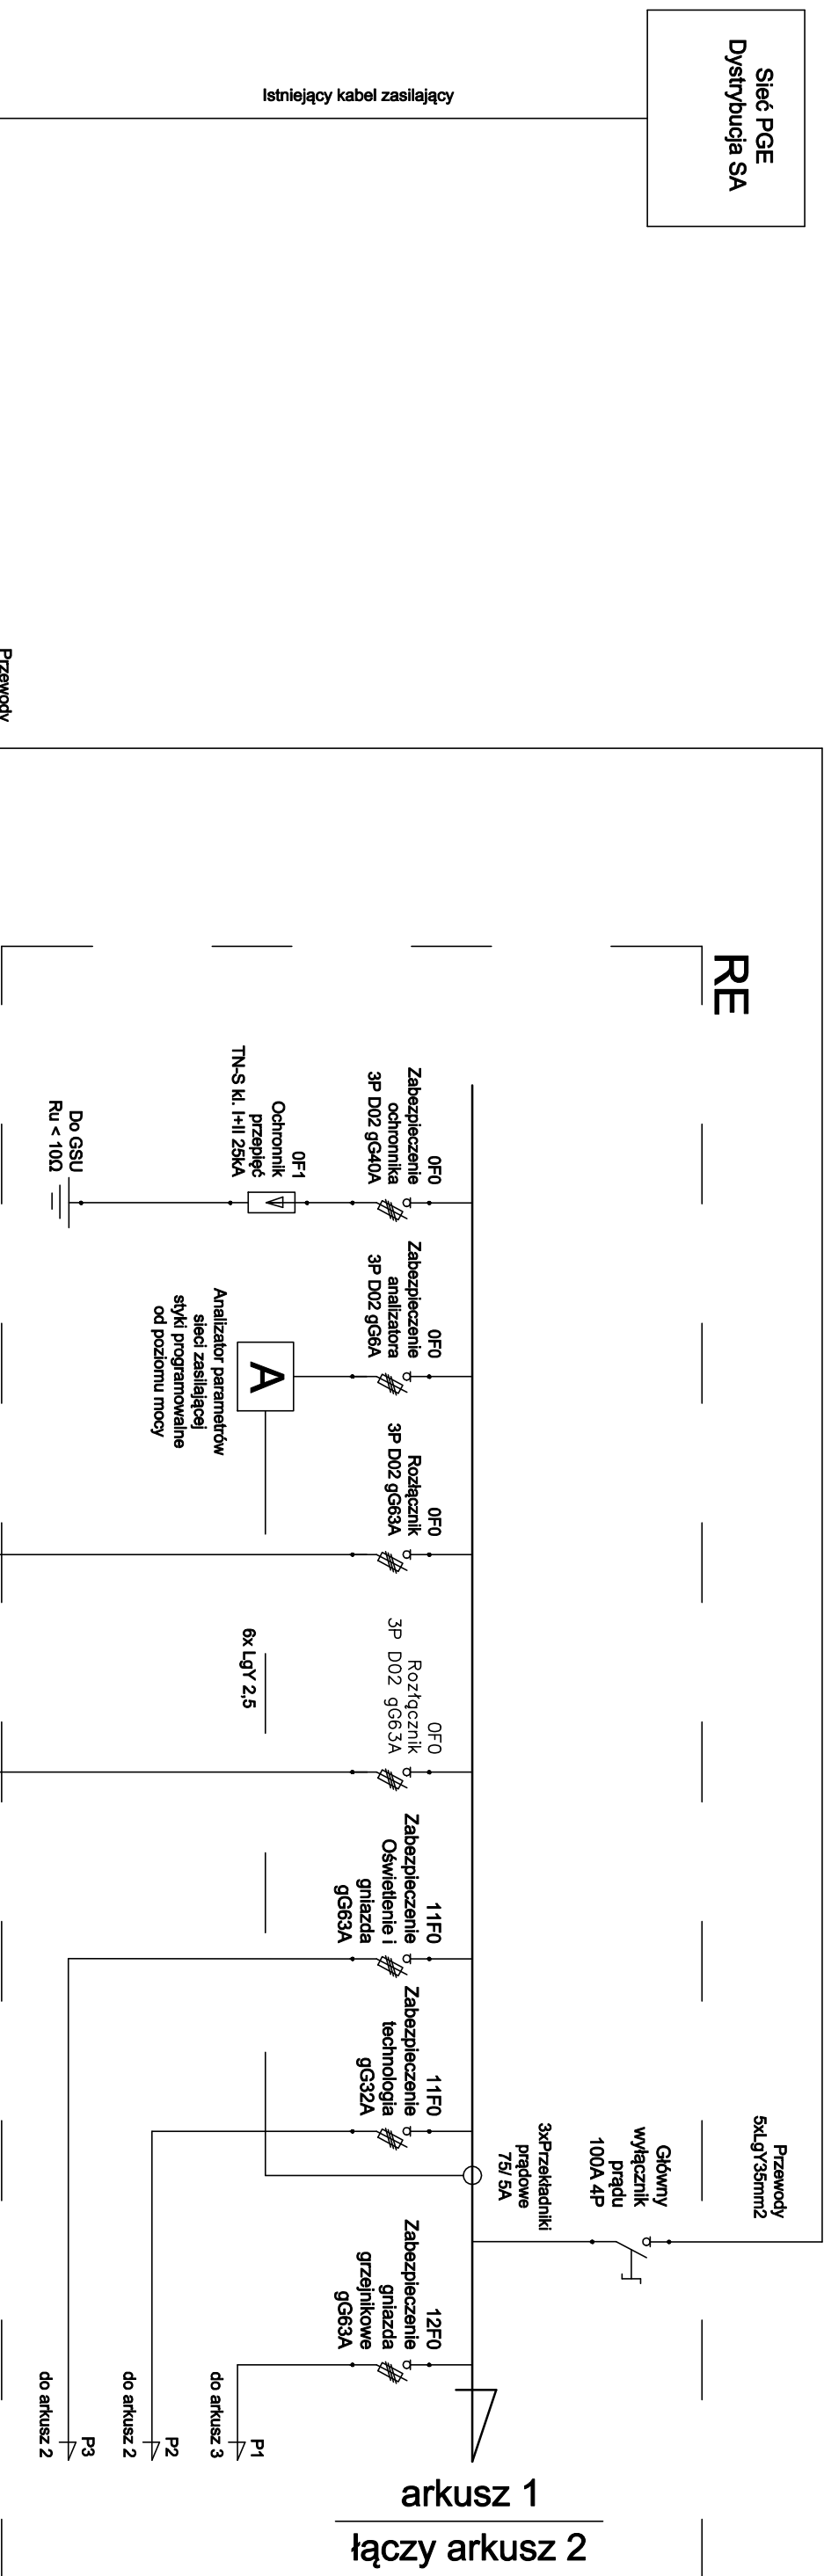 Sieć PGE
Dystrybucja SA
Istniejący kabel zasilający
Przewody
RE
0F0
Zabezpieczenie
ochronnika
3P D02 gG40A
0F1
Ochronnik
przepięć
TN-S kl. I+II 25kA
Do GSU
Ru < 10Ω
0F0
Zabezpieczenie
analizatora
3P D02 gG6A
A
Analizator parametrów
sieci zasilającej
styki programowalne
od poziomu mocy
0F0
Rozłącznik
3P D02 gG63A
0F0
Rozłącznik
3P D02 gG63A
6x LgY 2,5
11F0
Zabezpieczenie
Oświetlenie i
gniazda
gG63A
11F0
Zabezpieczenie
technologia
gG32A
Przewody
5xLgY35mm2
Główny
wyłącznik
prądu
100A 4P
3xPrzekładniki
prądowe
75/ 5A
12F0
Zabezpieczenie
gniazda
grzejnikowe
gG63A
P1
do arkusz 3
P2
do arkusz 2
P3
do arkusz 2
arkusz 1
łączy arkusz 2